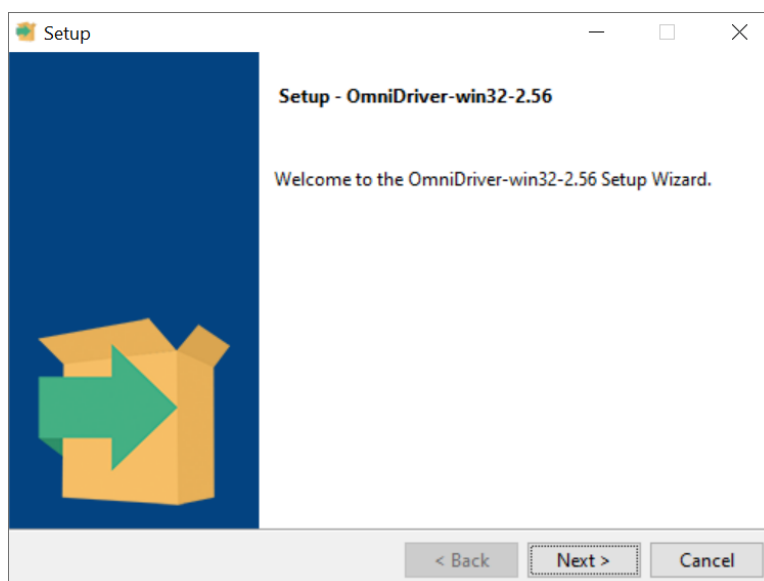 Setup
Setup - OmniDriver-win32-2.56
Welcome to the OmniDriver-win32-2.56 Setup Wizard.
< Back Next > Cancel